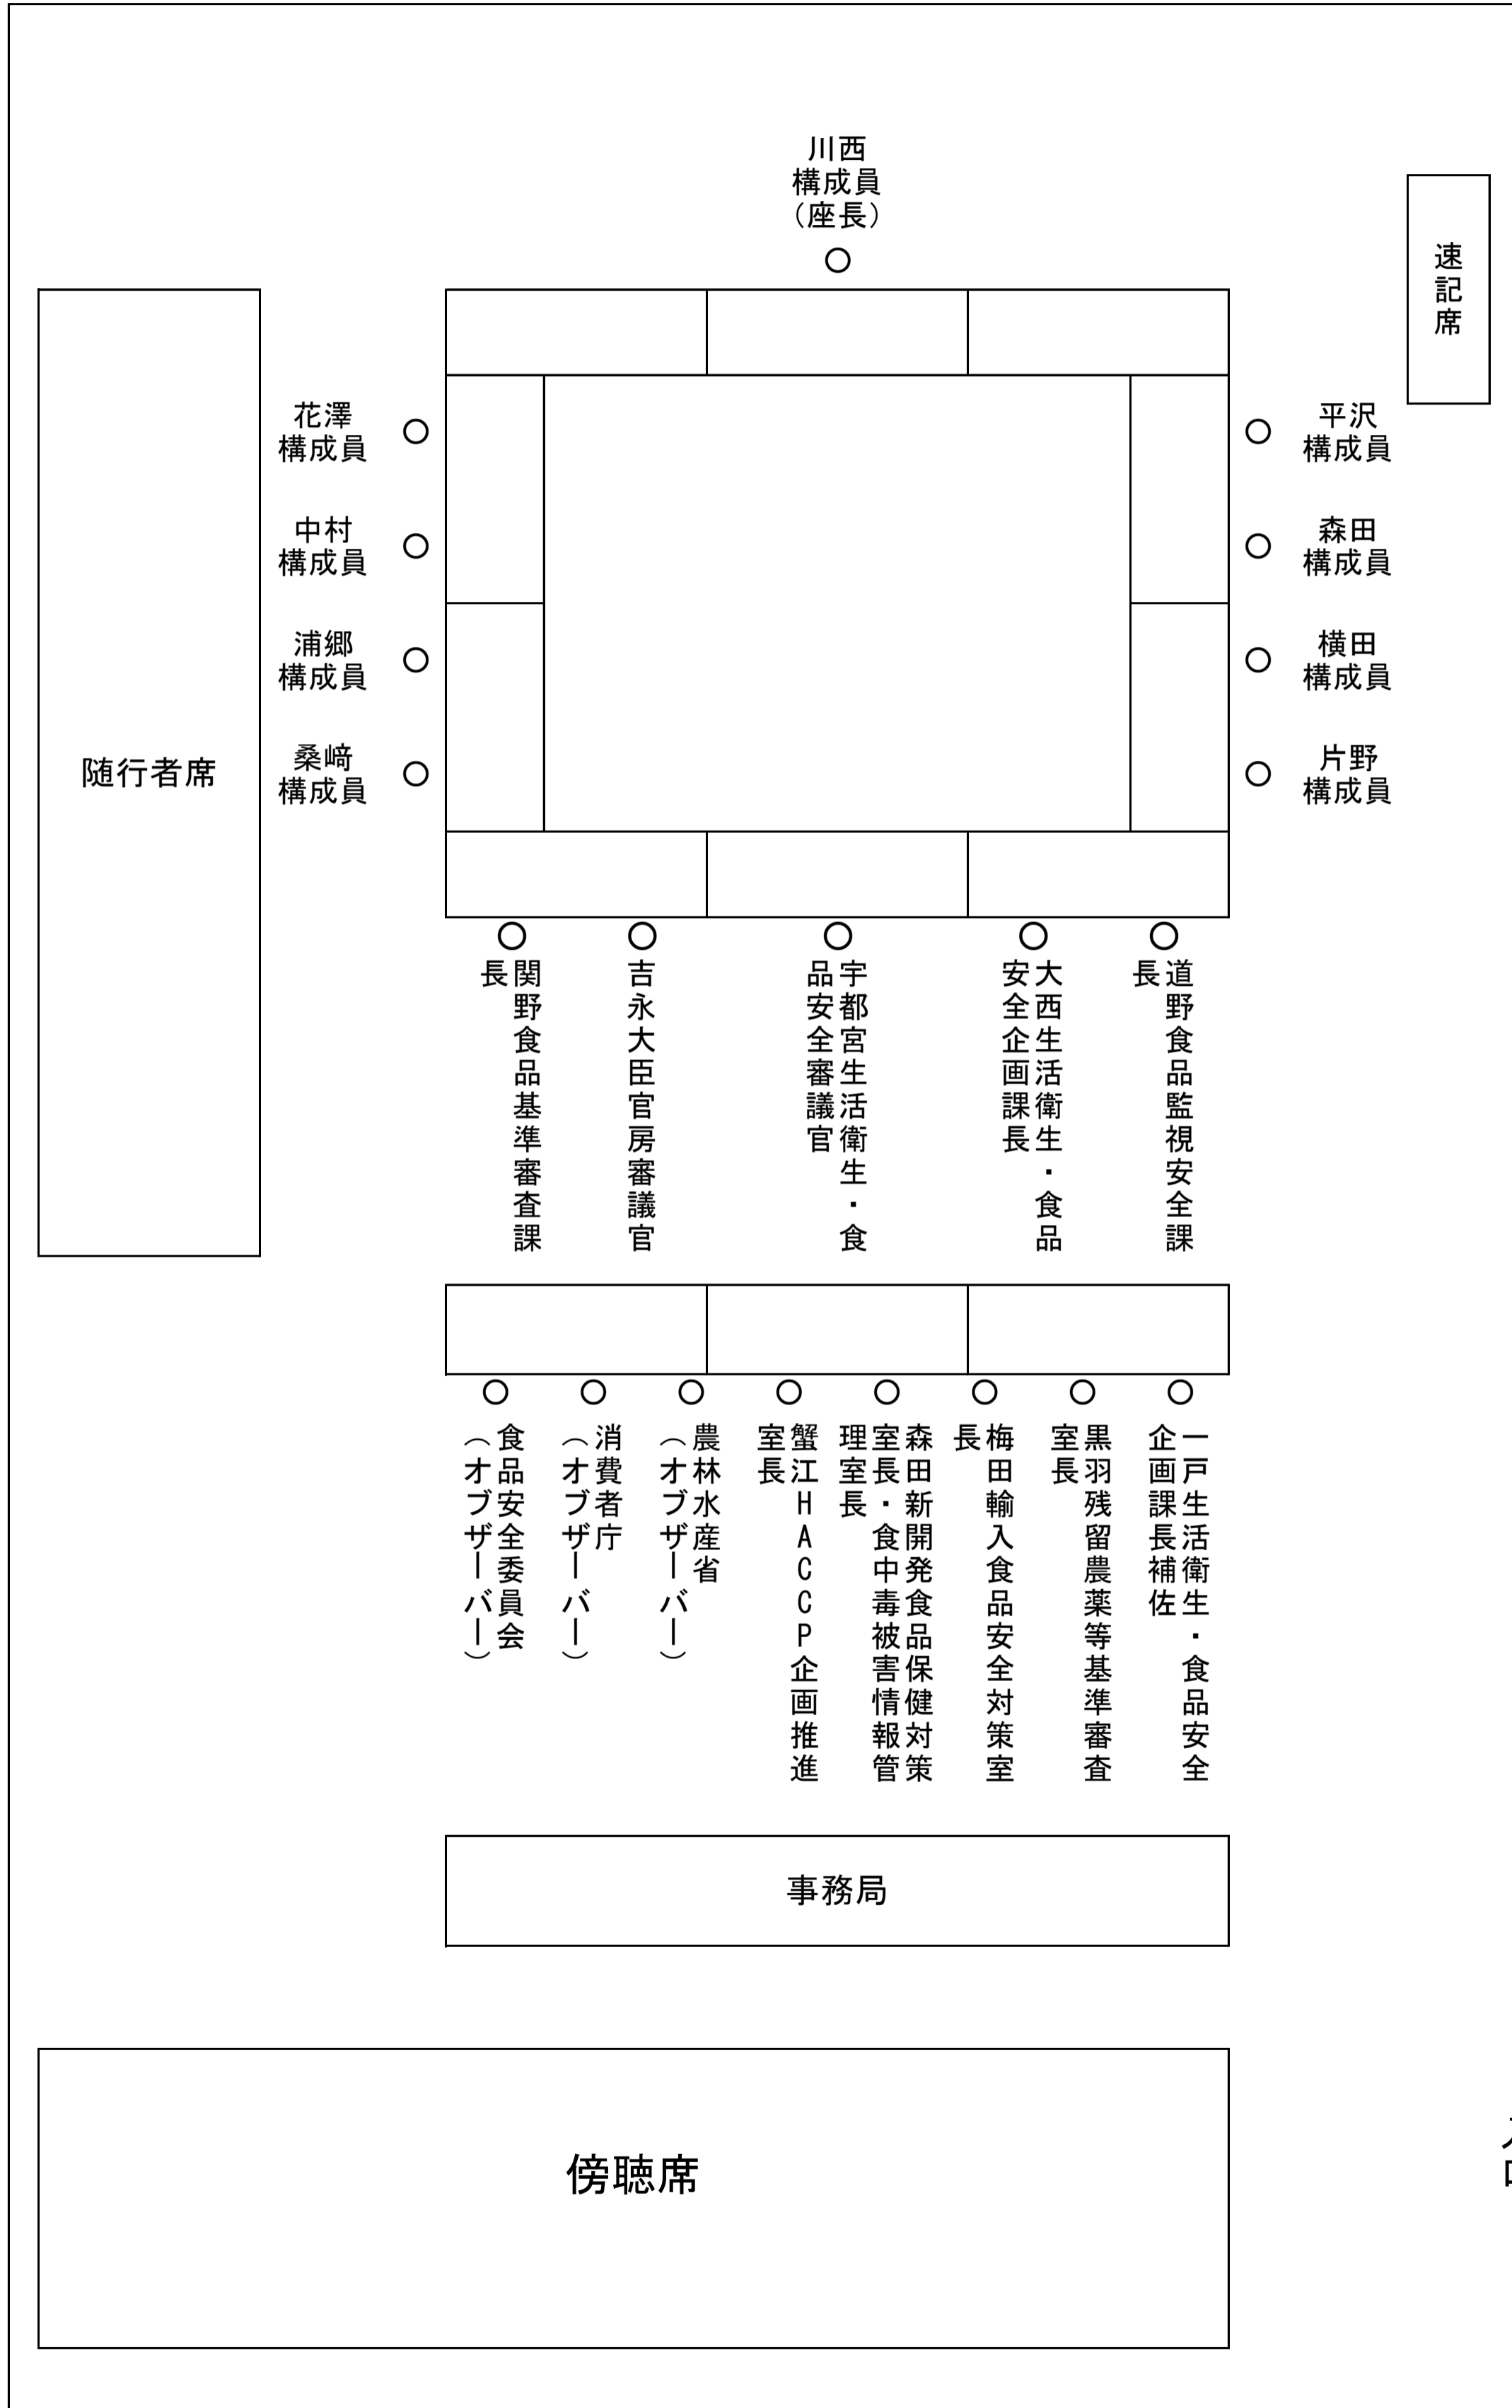 川西
構成員
（座長）
速記席
花澤
構成員
中村
構成員
浦郷
構成員
桑﨑
構成員
平沢
構成員
森田
構成員
横田
構成員
片野
構成員
随行者席
関野食品基準審査課
長
吉永大臣官房審議官
宇都宮生活衛生・食
品安全審議官
大西生活衛生・食品
安全企画課長
道野食品監視安全課
長
食品安全委員会
（オブザーバー）
消費者庁
（オブザーバー）
農林水産省
（オブザーバー）
蟹江ＨＡＣＣＰ企画推進
室長
森田新開発食品保健対策
室長・食中毒被害情報管
理室長
梅田輸入食品安全対策室
長
黒羽残留農薬等基準審査
室長
一戸生活衛生・食品安全
企画課長補佐
事務局
傍聴席